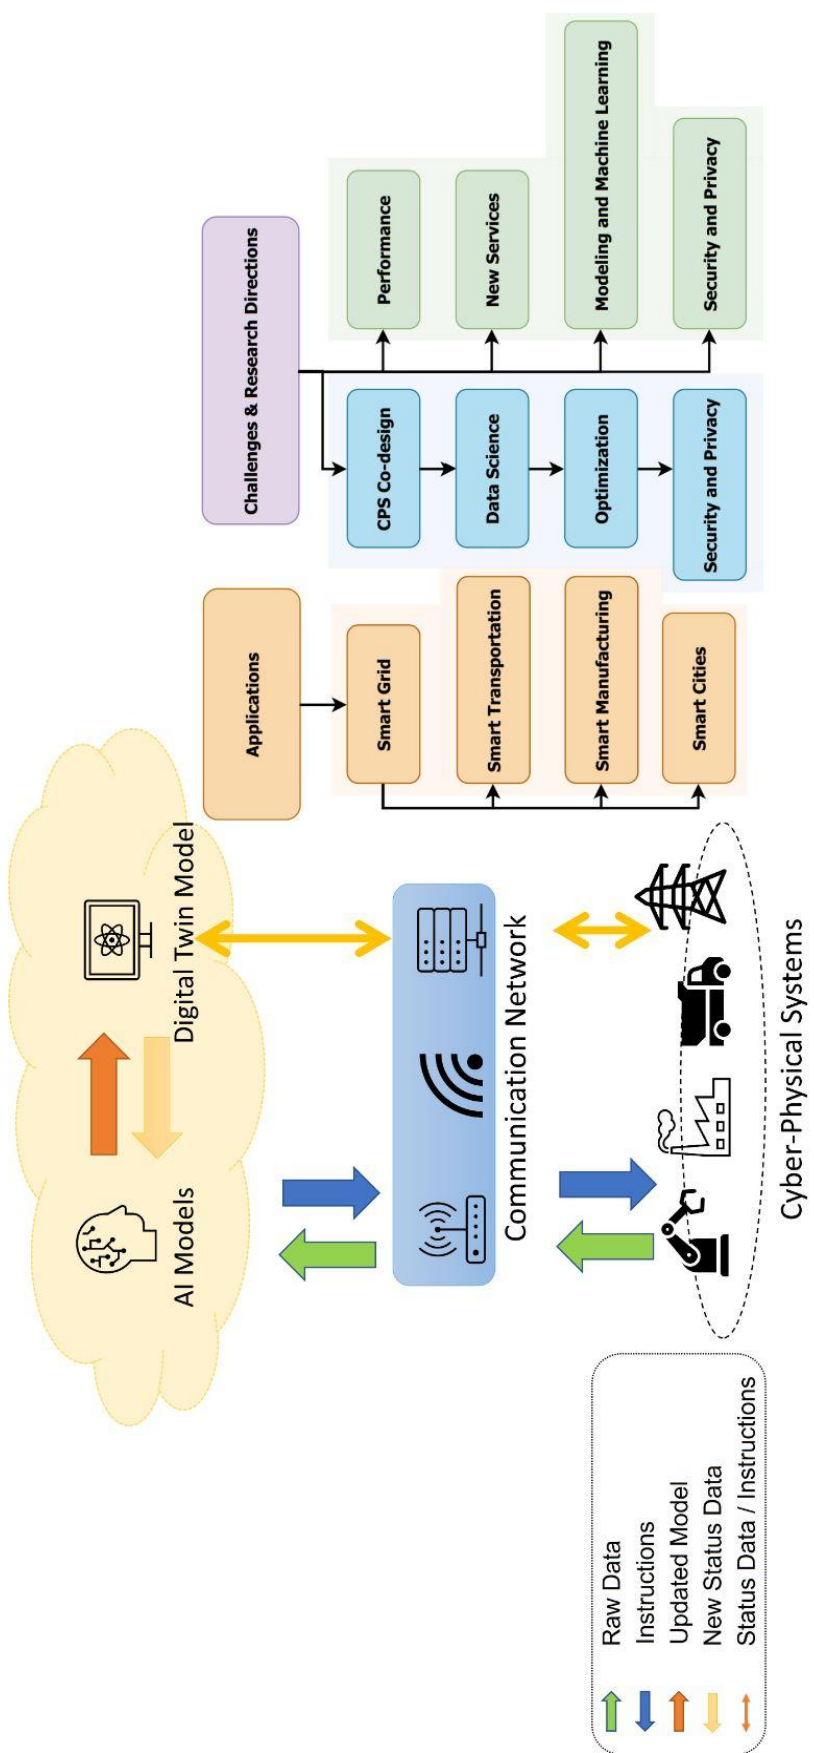 Raw Data
Instructions
Updated Model
New Status Data
Status Data / Instructions
AI Models
Digital Twin Model
Communication Network
Cyber-Physical Systems
Applications
Smart Grid
Smart Transportation
Smart Manufacturing
Smart Cities
Challenges & Research Directions
CPS Co-design
Data Science
Optimization
Security and Privacy
Performance
New Services
Modeling and Machine Learning
Security and Privacy